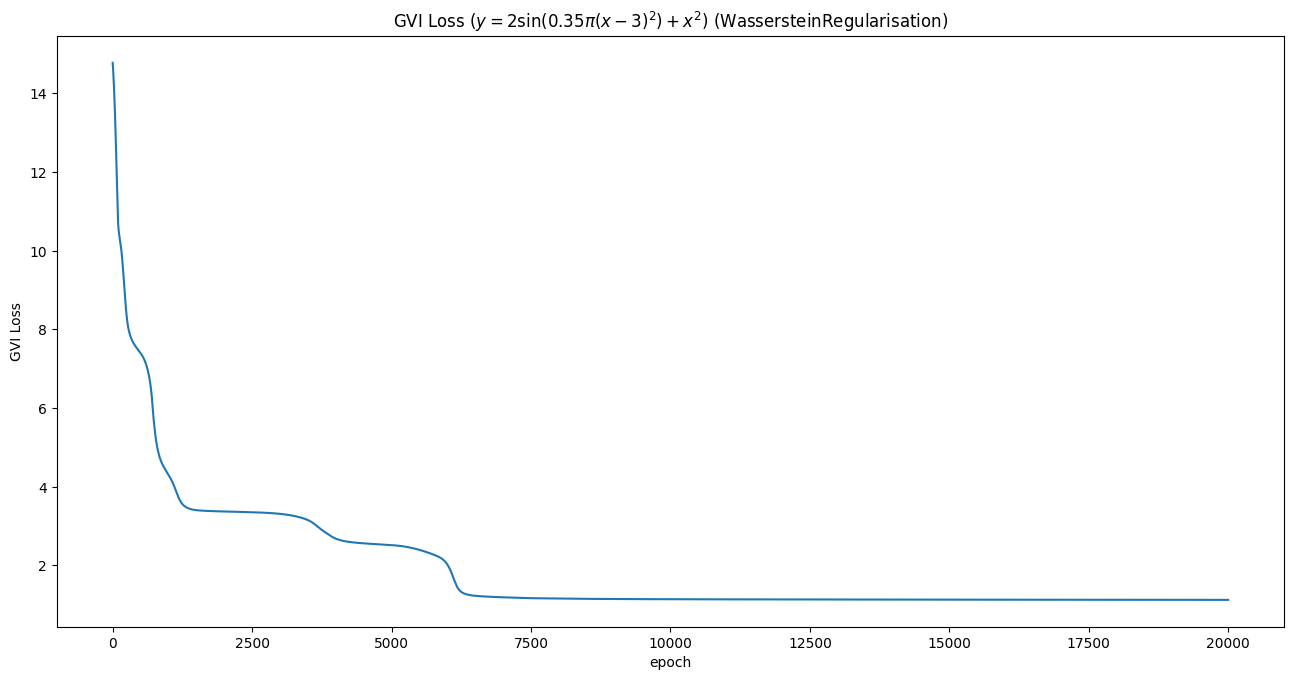 GVI Loss (y = 2sin(0.35π(x − 3)²) + x²) (WassersteinRegularisation)
14
12
10
8
6
4
2
GVI Loss
0 2500 5000 7500 10000 12500 15000 17500 20000
epoch